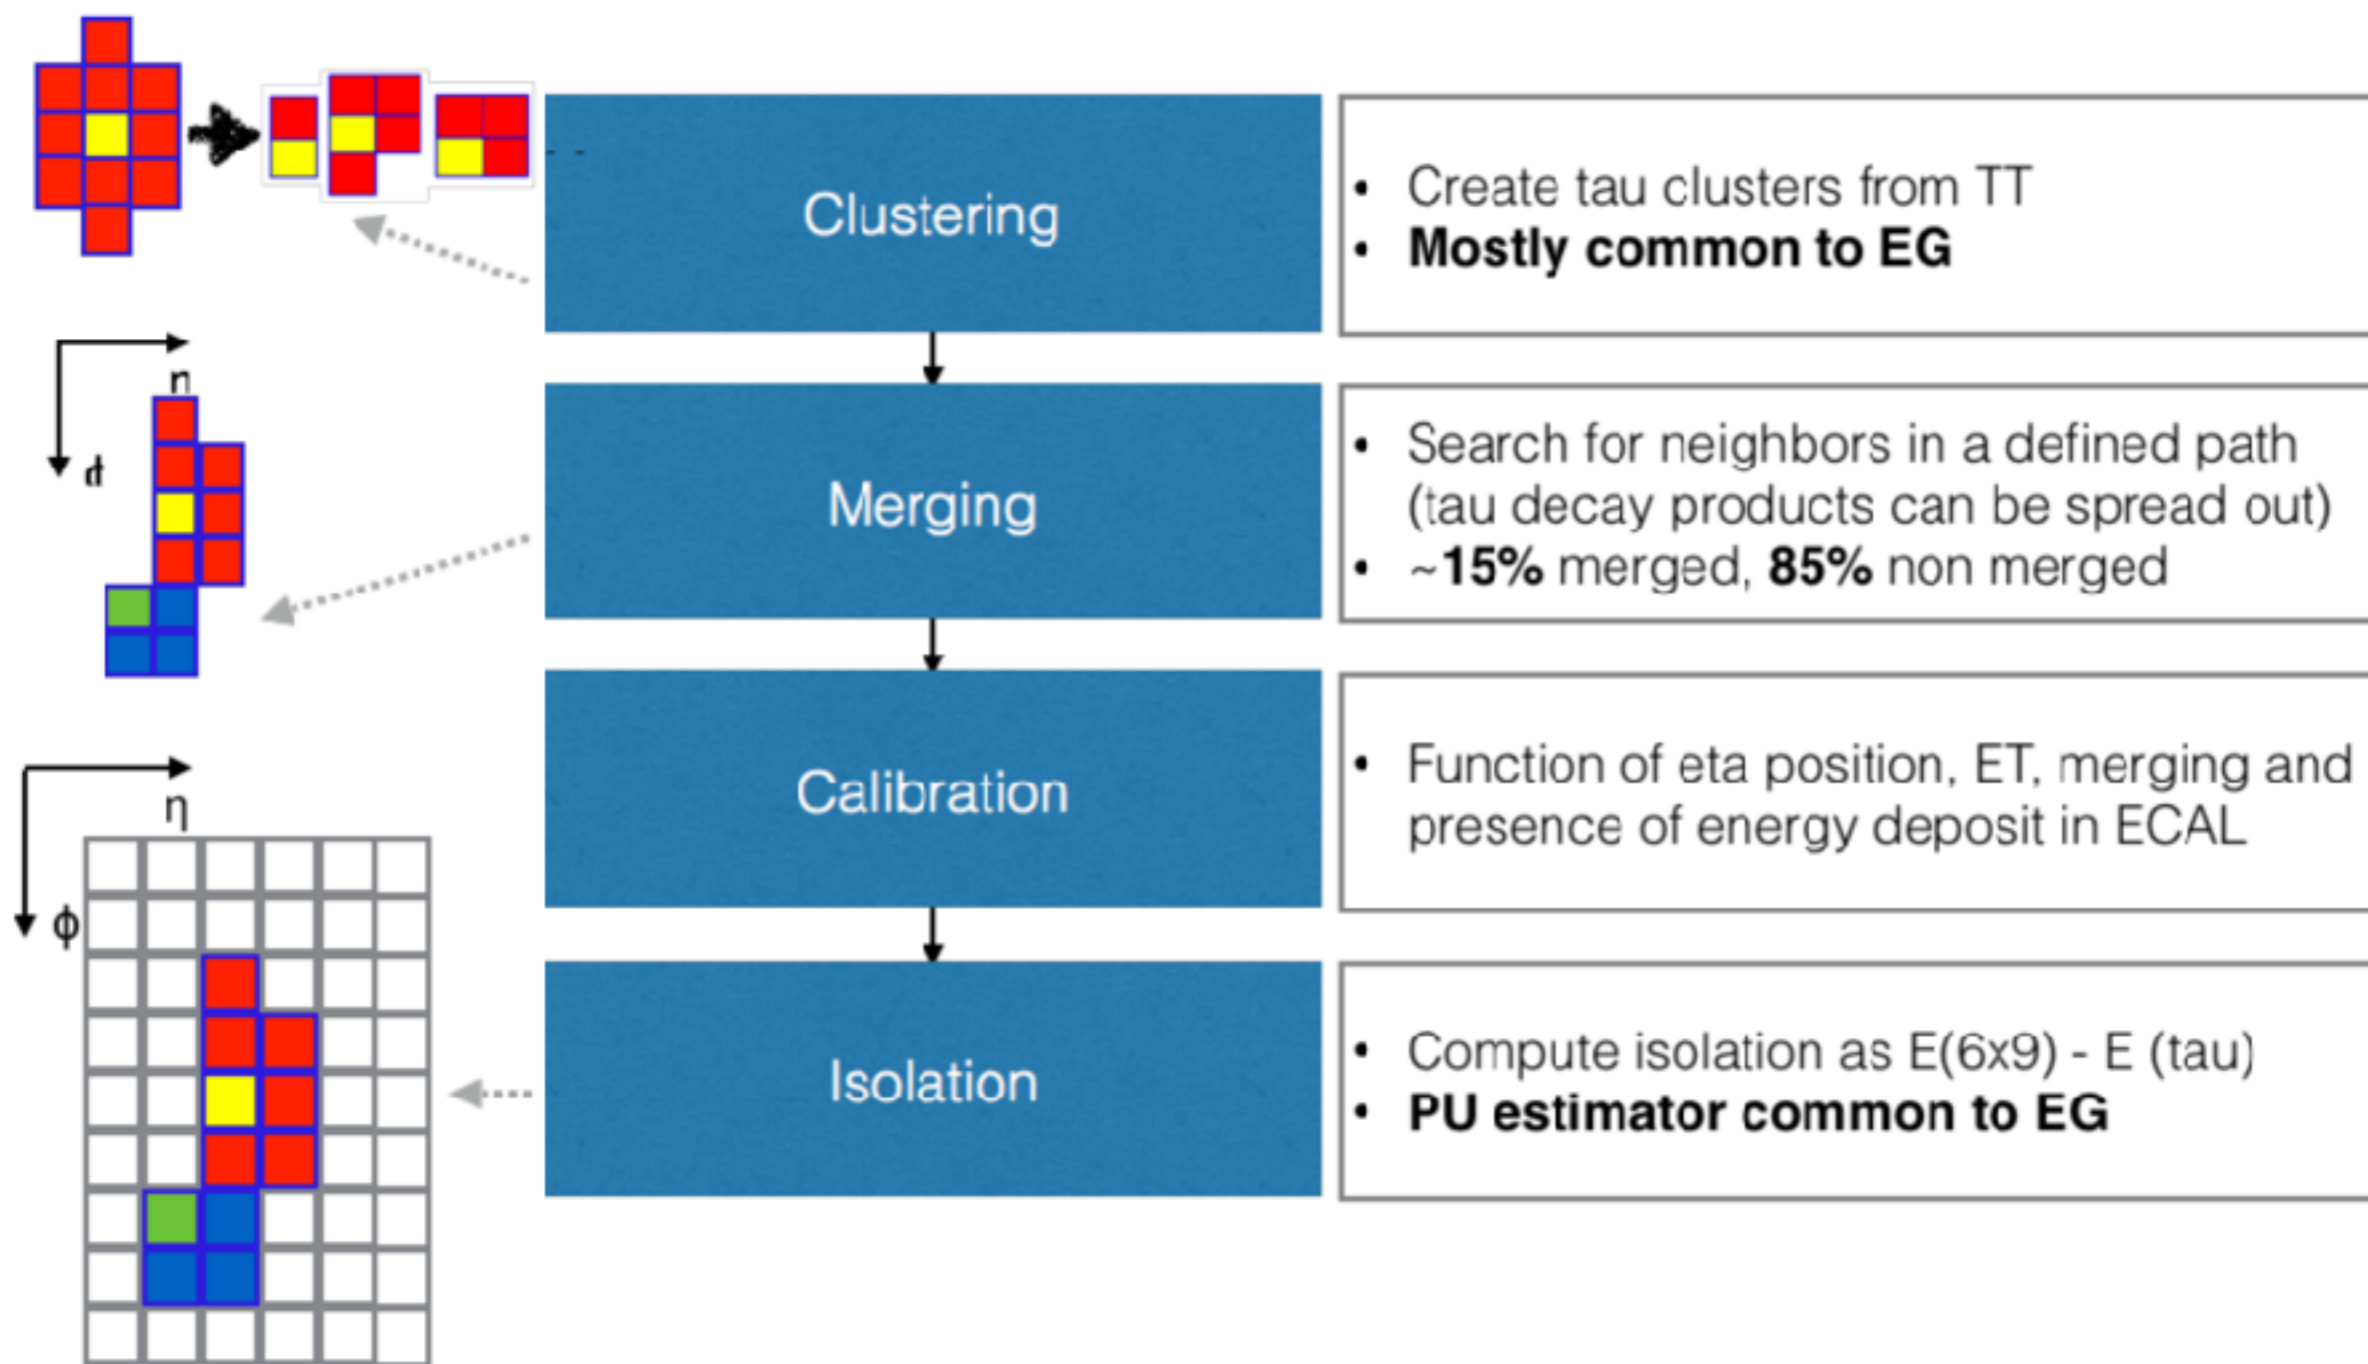 Clustering
• Create tau clusters from TT
• Mostly common to EG
Merging
• Search for neighbors in a defined path
(tau decay products can be spread out)
• ~15% merged, 85% non merged
Calibration
• Function of eta position, ET, merging and
presence of energy deposit in ECAL
η
ϕ
Isolation
• Compute isolation as E(6x9) - E (tau)
• PU estimator common to EG